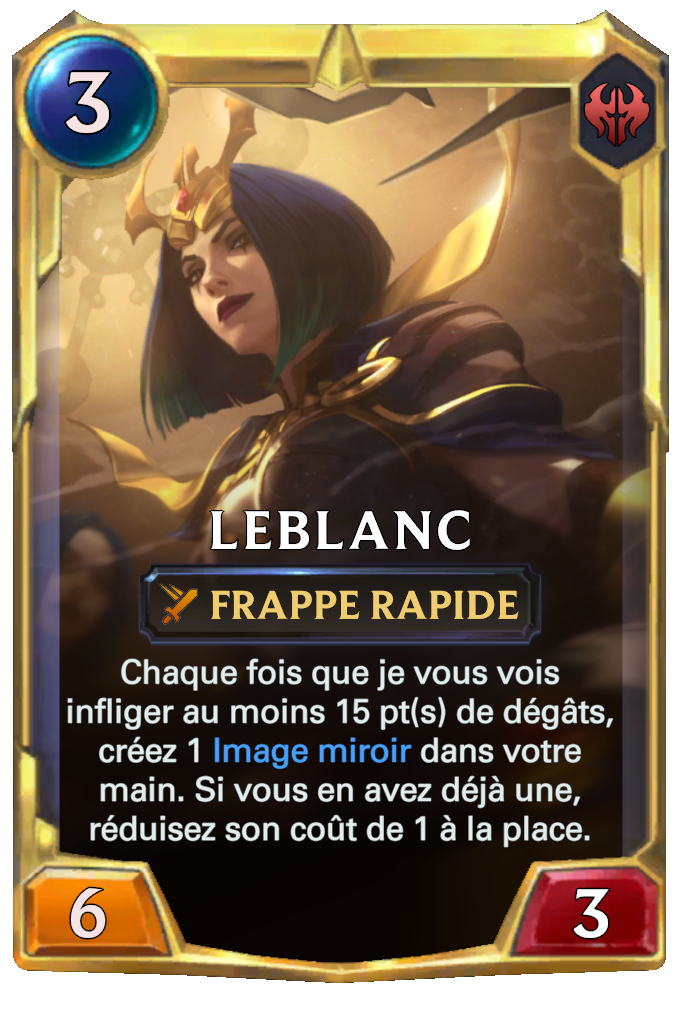 3
LEBLANC
FRAPPE RAPIDE
Chaque fois que je vous vois
infliger au moins 15 pt(s) de dégâts,
créez 1 Image miroir dans votre
main. Si vous en avez déjà une,
réduisez son coût de 1 à la place.
6
3